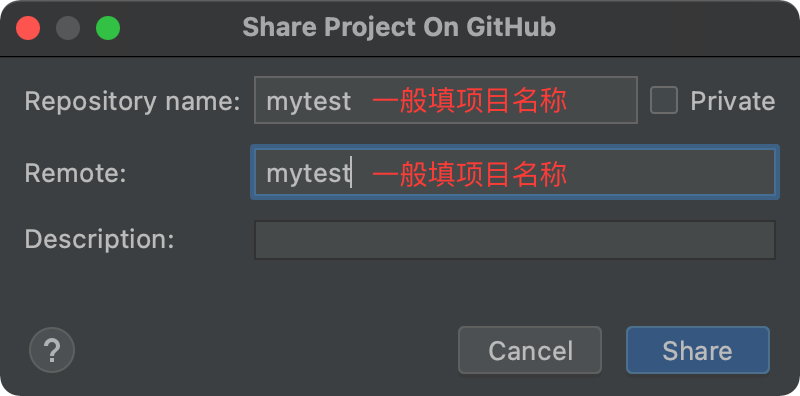 Share Project On GitHub
Repository name: mytest 一般填项目名称 Private
Remote: mytest 一般填项目名称
Description:
? Cancel Share